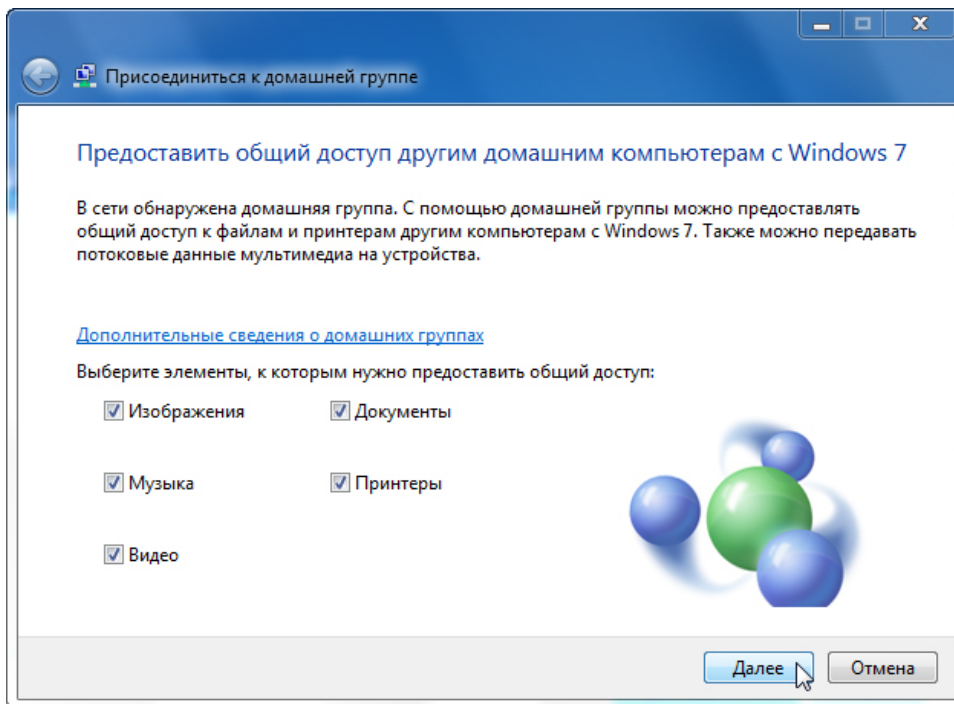 Присоединиться к домашней группе
Предоставить общий доступ другим домашним компьютерам с Windows 7
В сети обнаружена домашняя группа. С помощью домашней группы можно предоставлять
общий доступ к файлам и принтерам другим компьютерам с Windows 7. Также можно передавать
потоковые данные мультимедиа на устройства.
Дополнительные сведения о домашних группах
Выберите элементы, к которым нужно предоставить общий доступ:
Изображения Документы
Музыка Принтеры
Видео
Далее Отмена